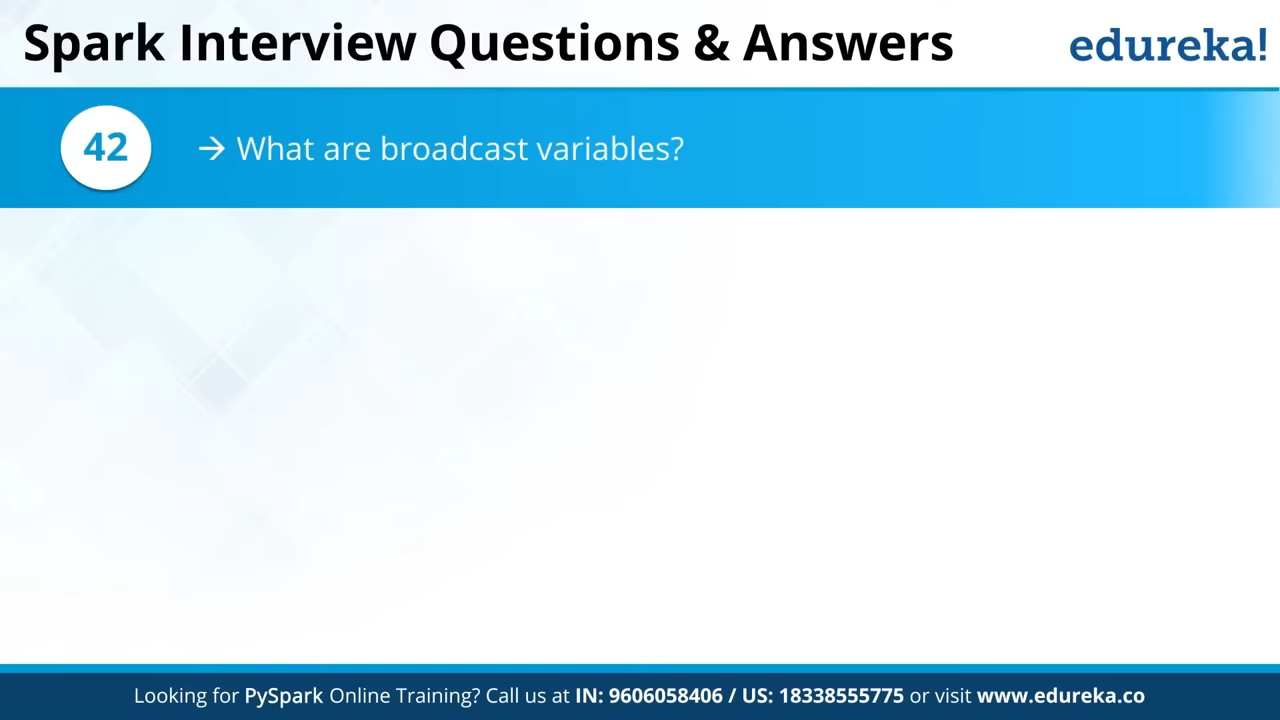 Spark Interview Questions & Answers
edureka!
42
→ What are broadcast variables?
Looking for PySpark Online Training? Call us at IN: 9606058406 / US: 18338555775 or visit www.edureka.co